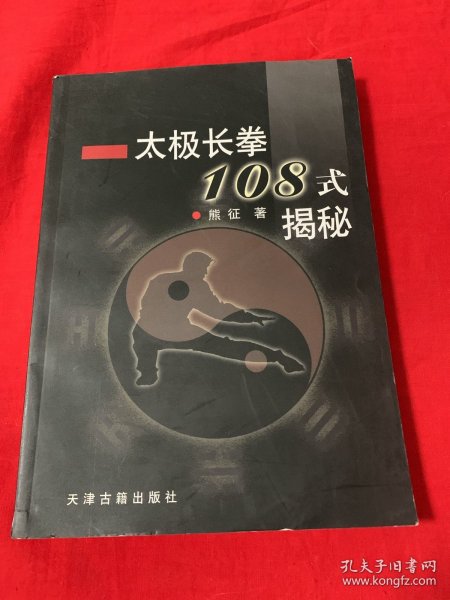 太极长拳
108式
揭秘
熊征 著
天津古籍出版社
孔夫子旧书网
www.kongfz.com